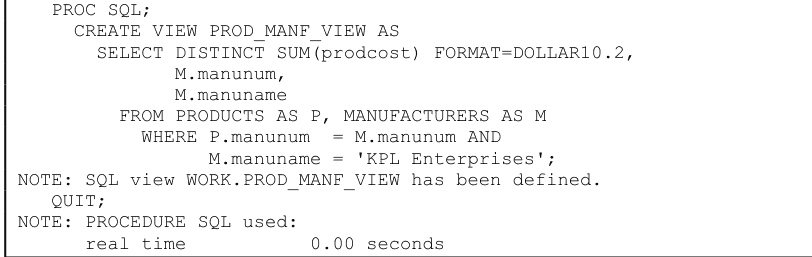 PROC SQL;
CREATE VIEW PROD_MANF_VIEW AS
SELECT DISTINCT SUM(prodcost) FORMAT=DOLLAR10.2,
M.manunum,
M.manuname
FROM PRODUCTS AS P, MANUFACTURERS AS M
WHERE P.manunum = M.manunum AND
M.manuname = 'KPL Enterprises';
NOTE: SQL view WORK.PROD_MANF_VIEW has been defined.
QUIT;
NOTE: PROCEDURE SQL used:
real time 0.00 seconds